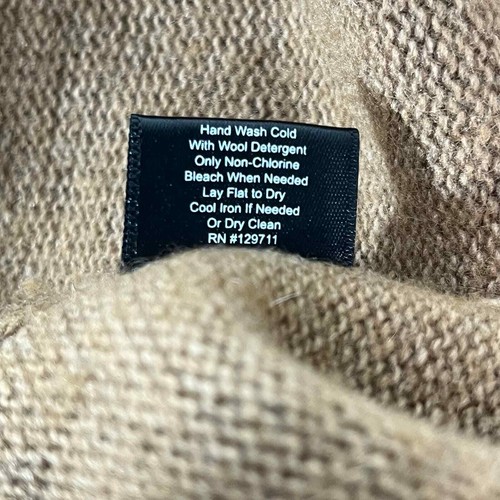 Hand Wash Cold
With Wool Detergent
Only Non-Chlorine
Bleach When Needed
Lay Flat to Dry
Cool Iron If Needed
Or Dry Clean
RN #129711